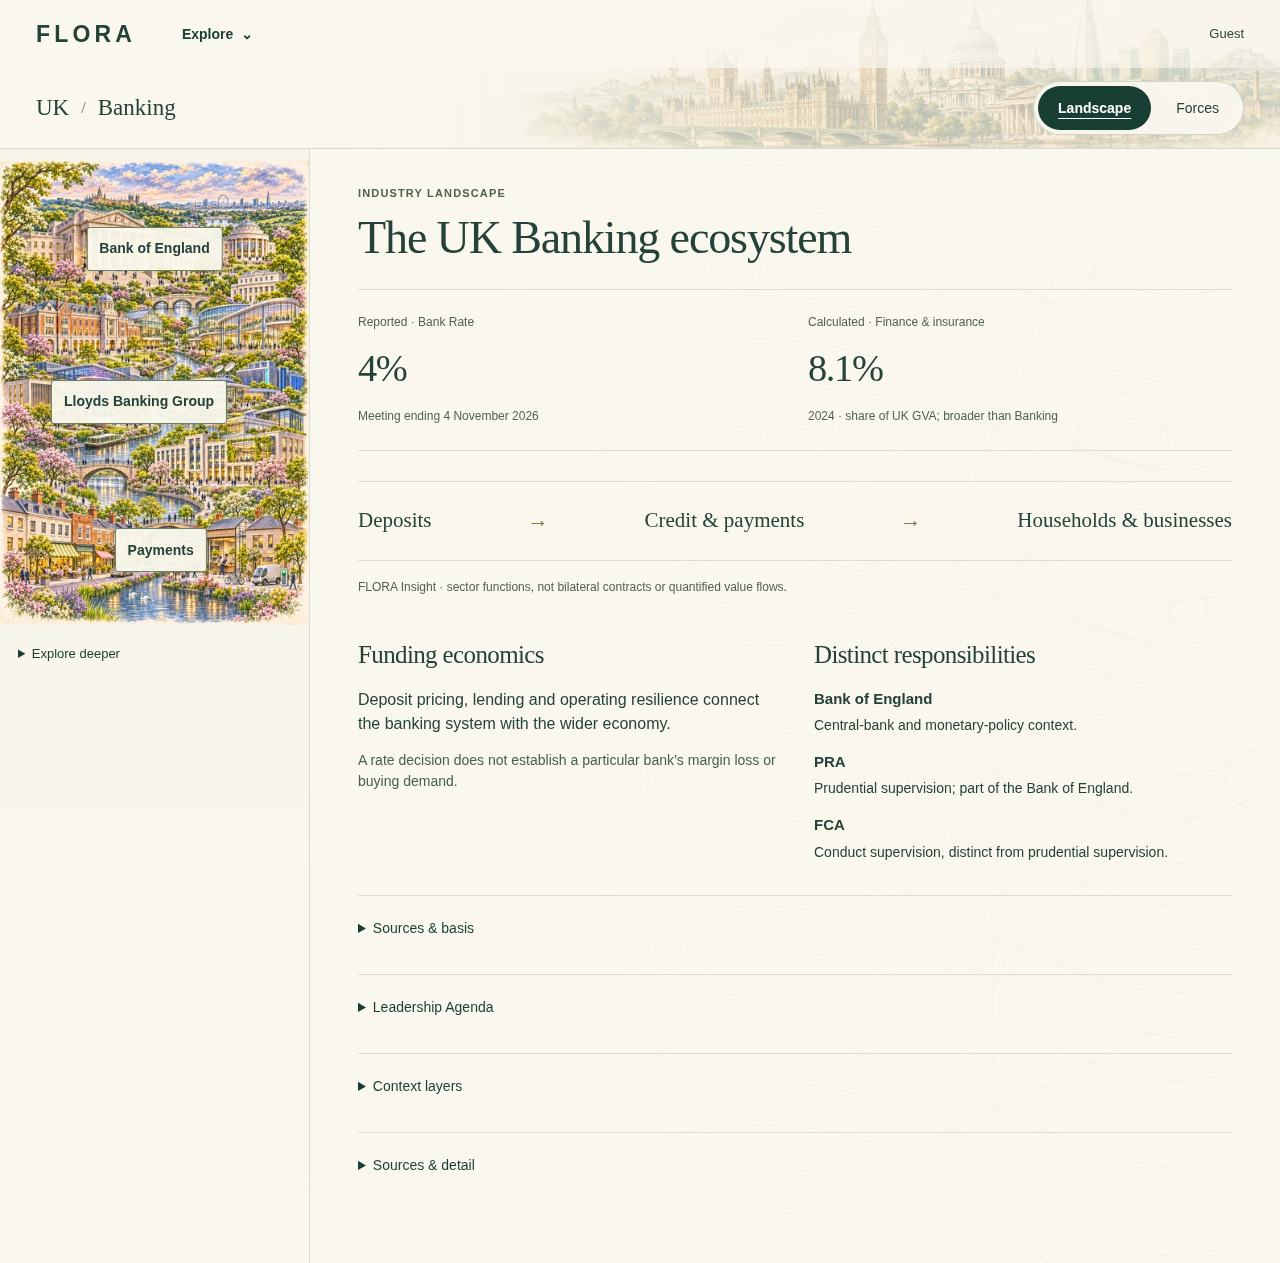 FLORA
Explore
Guest
UK / Banking
Landscape
Forces
Bank of England
Lloyds Banking Group
Payments
Explore deeper
INDUSTRY LANDSCAPE
The UK Banking ecosystem
Reported · Bank Rate
4%
Meeting ending 4 November 2026
Calculated · Finance & insurance
8.1%
2024 · share of UK GVA; broader than Banking
Deposits → Credit & payments → Households & businesses
FLORA Insight · sector functions, not bilateral contracts or quantified value flows.
Funding economics
Deposit pricing, lending and operating resilience connect
the banking system with the wider economy.
A rate decision does not establish a particular bank’s margin loss or
buying demand.
Distinct responsibilities
Bank of England
Central-bank and monetary-policy context.
PRA
Prudential supervision; part of the Bank of England.
FCA
Conduct supervision, distinct from prudential supervision.
Sources & basis
Leadership Agenda
Context layers
Sources & detail